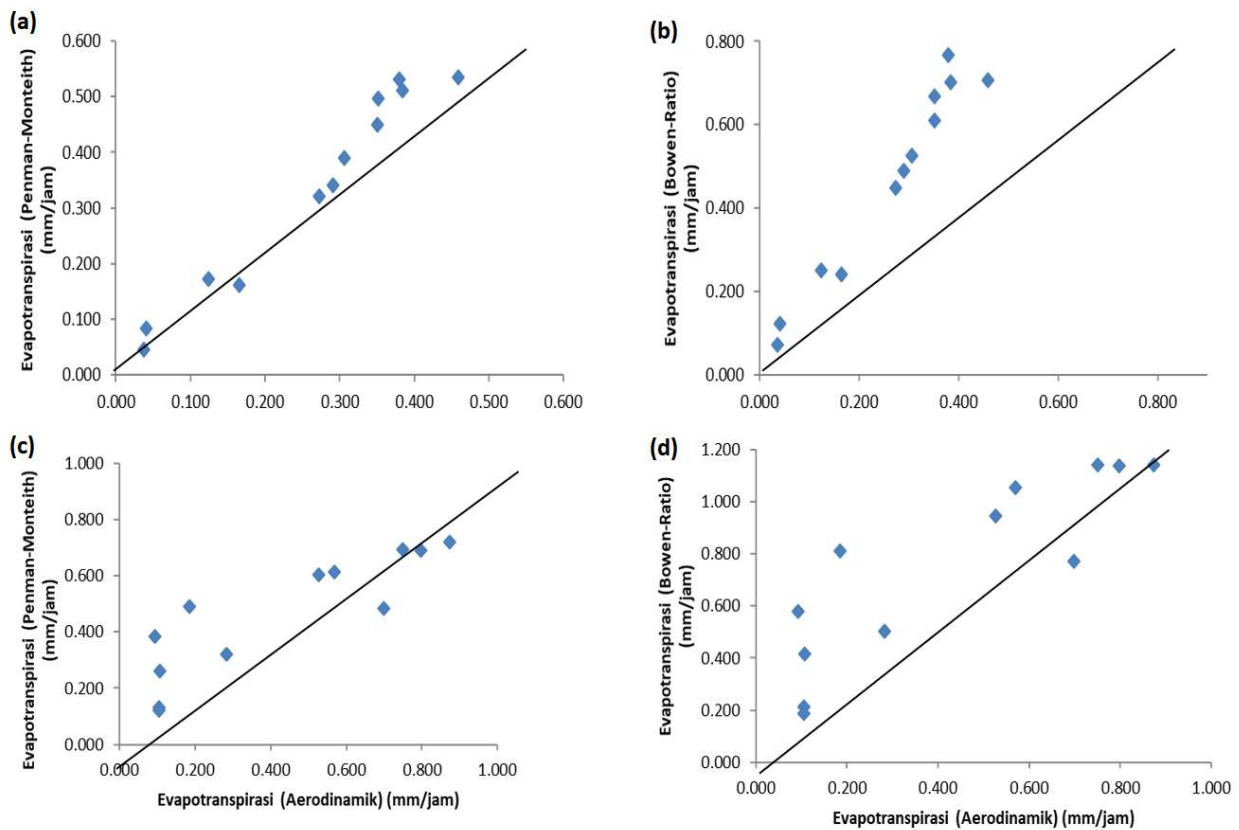 (a)
Evapotranspirasi (Penman-Monteith)
(mm/jam)
0.600
0.500
0.400
0.300
0.200
0.100
0.000
0.000 0.100 0.200 0.300 0.400 0.500 0.600
(b)
Evapotranspirasi (Bowen-Ratio)
(mm/jam)
0.800
0.600
0.400
0.200
0.000
0.000 0.200 0.400 0.600 0.800
(c)
Evapotranspirasi (Penman-Monteith)
(mm/jam)
1.000
0.800
0.600
0.400
0.200
0.000
0.000 0.200 0.400 0.600 0.800 1.000
Evapotranspirasi (Aerodinamik) (mm/jam)
(d)
Evapotranspirasi (Bowen-Ratio)
(mm/jam)
1.200
1.000
0.800
0.600
0.400
0.200
0.000
0.000 0.200 0.400 0.600 0.800 1.000
Evapotranspirasi (Aerodinamik) (mm/jam)